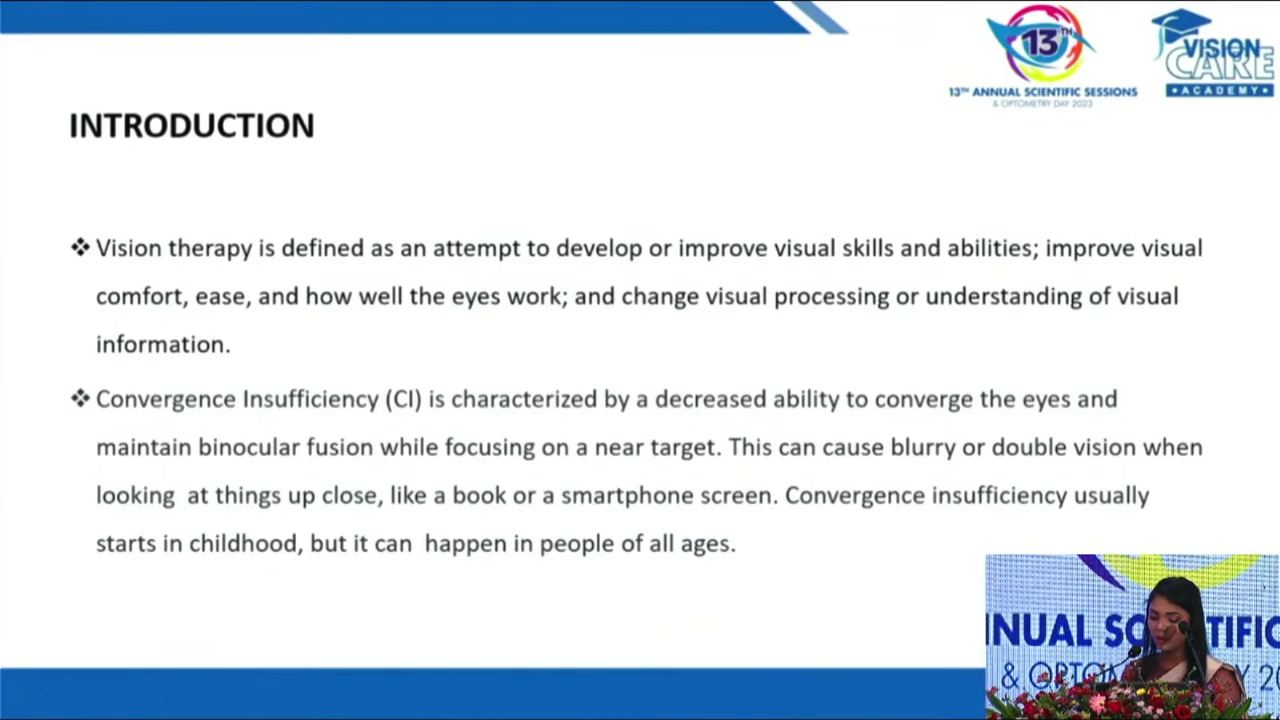 13TH
13TH ANNUAL SCIENTIFIC SESSIONS
& OPTOMETRY DAY 2023
VISION
CARE
•ACADEMY•
INTRODUCTION
❖ Vision therapy is defined as an attempt to develop or improve visual skills and abilities; improve visual
comfort, ease, and how well the eyes work; and change visual processing or understanding of visual
information.
❖ Convergence Insufficiency (CI) is characterized by a decreased ability to converge the eyes and
maintain binocular fusion while focusing on a near target. This can cause blurry or double vision when
looking  at things up close, like a book or a smartphone screen. Convergence insufficiency usually
starts in childhood, but it can  happen in people of all ages.
NUAL SC TIFIC
& OPTOM Y 20